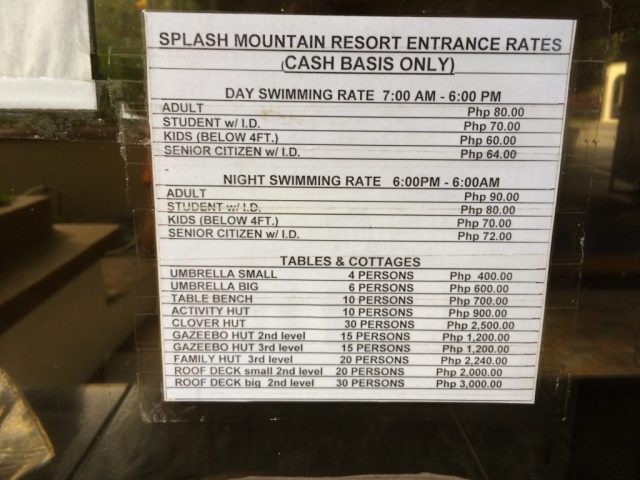 SPLASH MOUNTAIN RESORT ENTRANCE RATES
(CASH BASIS ONLY)
DAY SWIMMING RATE 7:00 AM - 6:00 PM
ADULT Php 80.00
STUDENT w/ I.D. Php 70.00
KIDS (BELOW 4FT.) Php 60.00
SENIOR CITIZEN w/ I.D. Php 64.00
NIGHT SWIMMING RATE 6:00PM - 6:00AM
ADULT Php 90.00
STUDENT w/ I.D. Php 80.00
KIDS (BELOW 4FT.) Php 70.00
SENIOR CITIZEN w/ I.D. Php 72.00
TABLES & COTTAGES
UMBRELLA SMALL 4 PERSONS Php 400.00
UMBRELLA BIG 6 PERSONS Php 600.00
TABLE BENCH 10 PERSONS Php 700.00
ACTIVITY HUT 10 PERSONS Php 900.00
CLOVER HUT 30 PERSONS Php 2,500.00
GAZEEBO HUT 2nd level 15 PERSONS Php 1,200.00
GAZEEBO HUT 3rd level 15 PERSONS Php 1,200.00
FAMILY HUT 3rd level 20 PERSONS Php 2,240.00
ROOF DECK small 2nd level 20 PERSONS Php 2,000.00
ROOF DECK big 2nd level 30 PERSONS Php 3,000.00